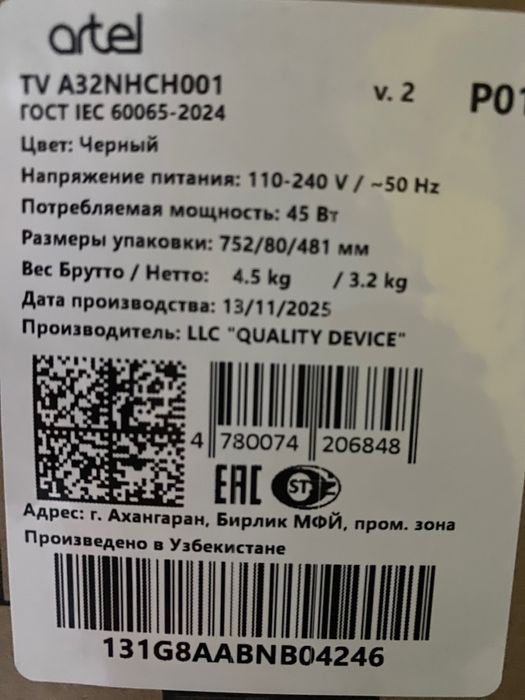 artel
TV A32NHCH001 v. 2 P01
ГОСТ IEC 60065-2024
Цвет: Черный
Напряжение питания: 110-240 V / ~50 Hz
Потребляемая мощность: 45 Вт
Размеры упаковки: 752/80/481 мм
Вес Брутто / Нетто: 4.5 kg / 3.2 kg
Дата производства: 13/11/2025
Производитель: LLC "QUALITY DEVICE"
4 780074 206848
EAC ST
Адрес: г. Ахангаран, Бирлик МФЙ, пром. зона
Произведено в Узбекистане
131G8AABNB04246